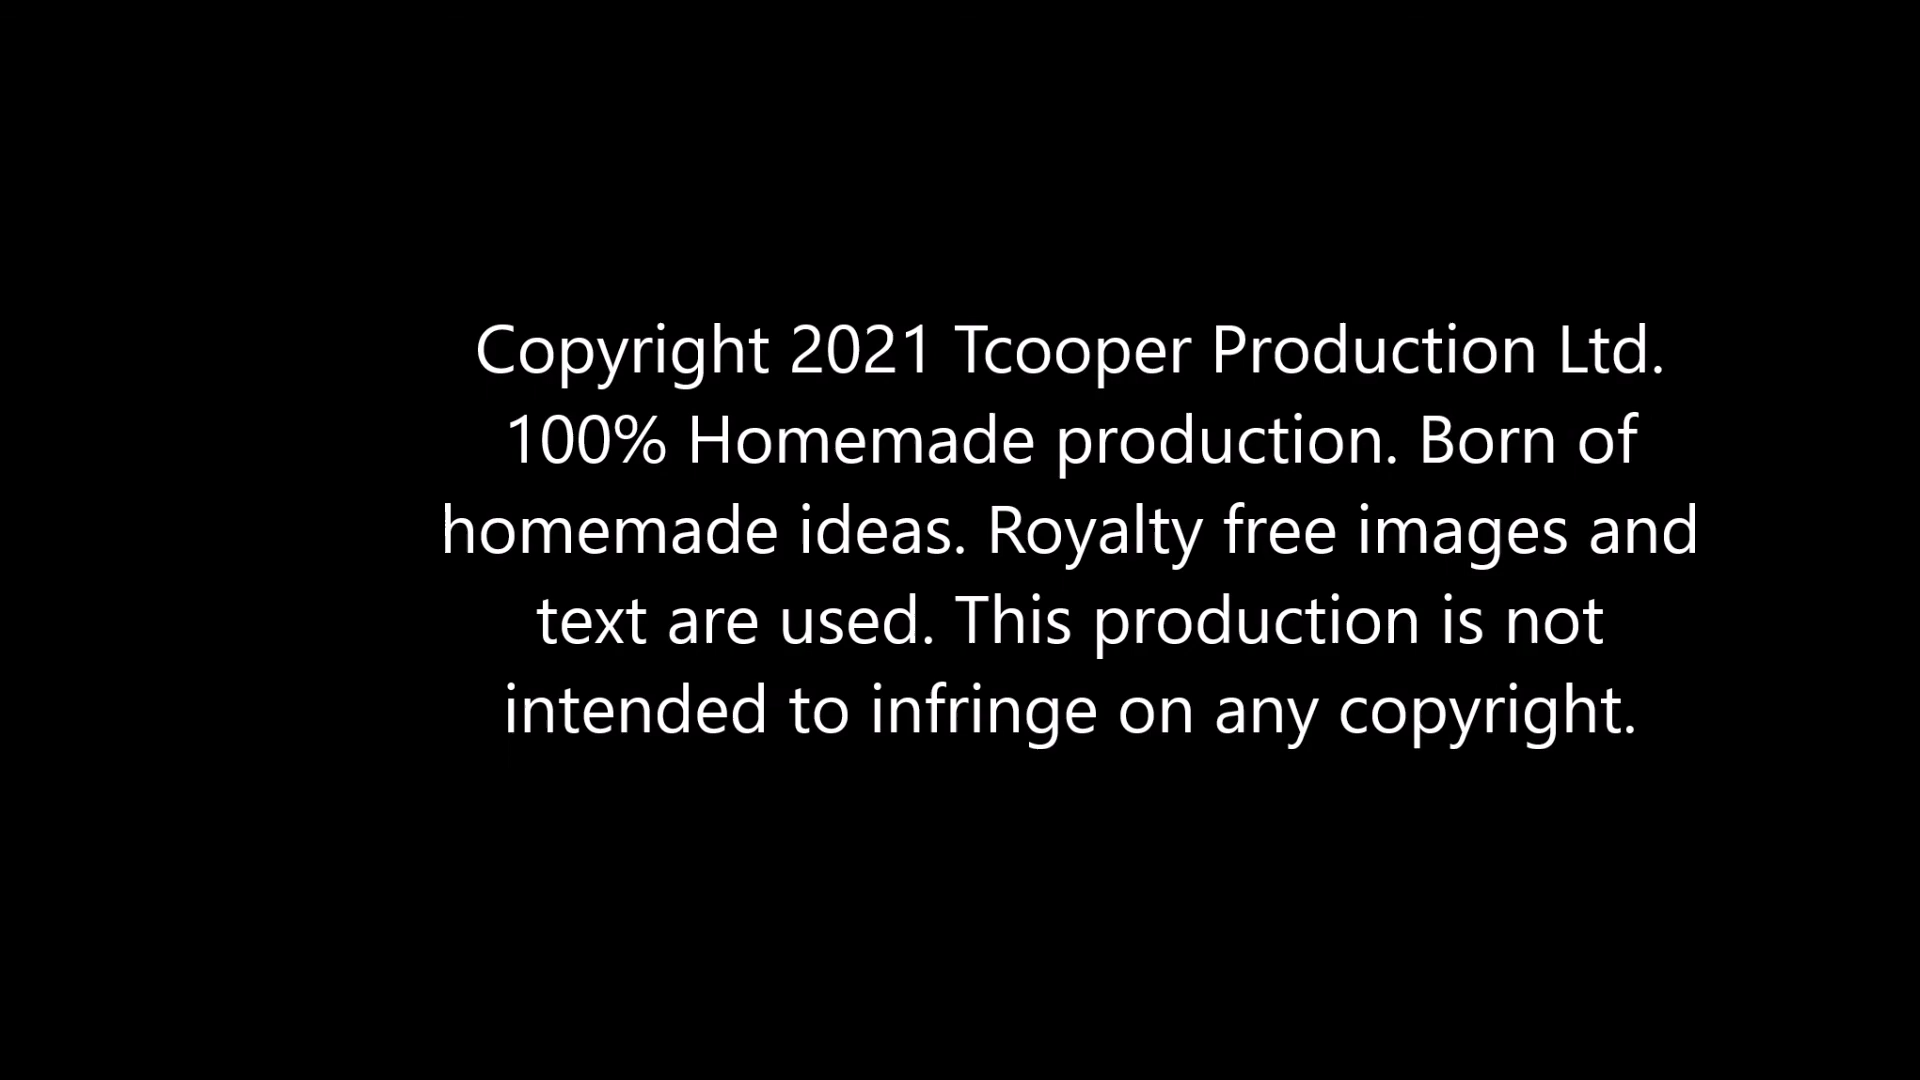 Copyright 2021 Tcooper Production Ltd.
100% Homemade production. Born of
homemade ideas. Royalty free images and
text are used. This production is not
intended to infringe on any copyright.